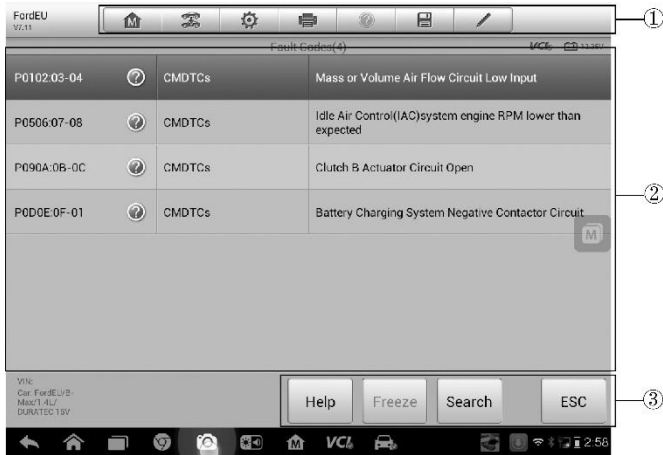 FordEU
V7.11
①
Fault Codes(4)
VCI
P0102:03-04 CMDTCs Mass or Volume Air Flow Circuit Low Input
P0506:07-08 CMDTCs Idle Air Control(IAC)system engine RPM lower than
expected
P090A:0B-0C CMDTCs Clutch B Actuator Circuit Open
②
P0D0E:0F-01 CMDTCs Battery Charging System Negative Contactor Circuit
M
VIN:
Car: FordEU/B-
Max/1.4L/
DURATEC 16V
Help Freeze Search ESC
③
VCI 2:58